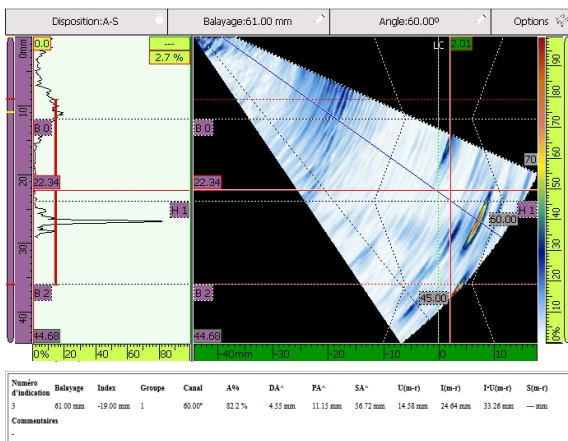 Disposition:A-S Balayage:61.00 mm Angle:60.00º Options
0.0 --- LC 2.01
2.7 %
0mm
10
B 0 B 0
70
20
22.34 22.34
H 1 H 1
60.00
30
B 2 B 2
45.00
40
44.68 44.68
0% 20 40 60 80 -40mm -30 -20 -10 0 10
90
80
70
60
50
40
30
20
10
0%
Numéro d'indication Balayage Index Groupe Canal A% DA^ PA^ SA^ U(m-r) I(m-r) I^U(m-r) S(m-r)
3 61.00 mm -19.00 mm 1 60.00° 82.2 % 4.55 mm 11.15 mm 56.72 mm 14.58 mm 24.64 mm 33.26 mm --- mm
Commentaires
-